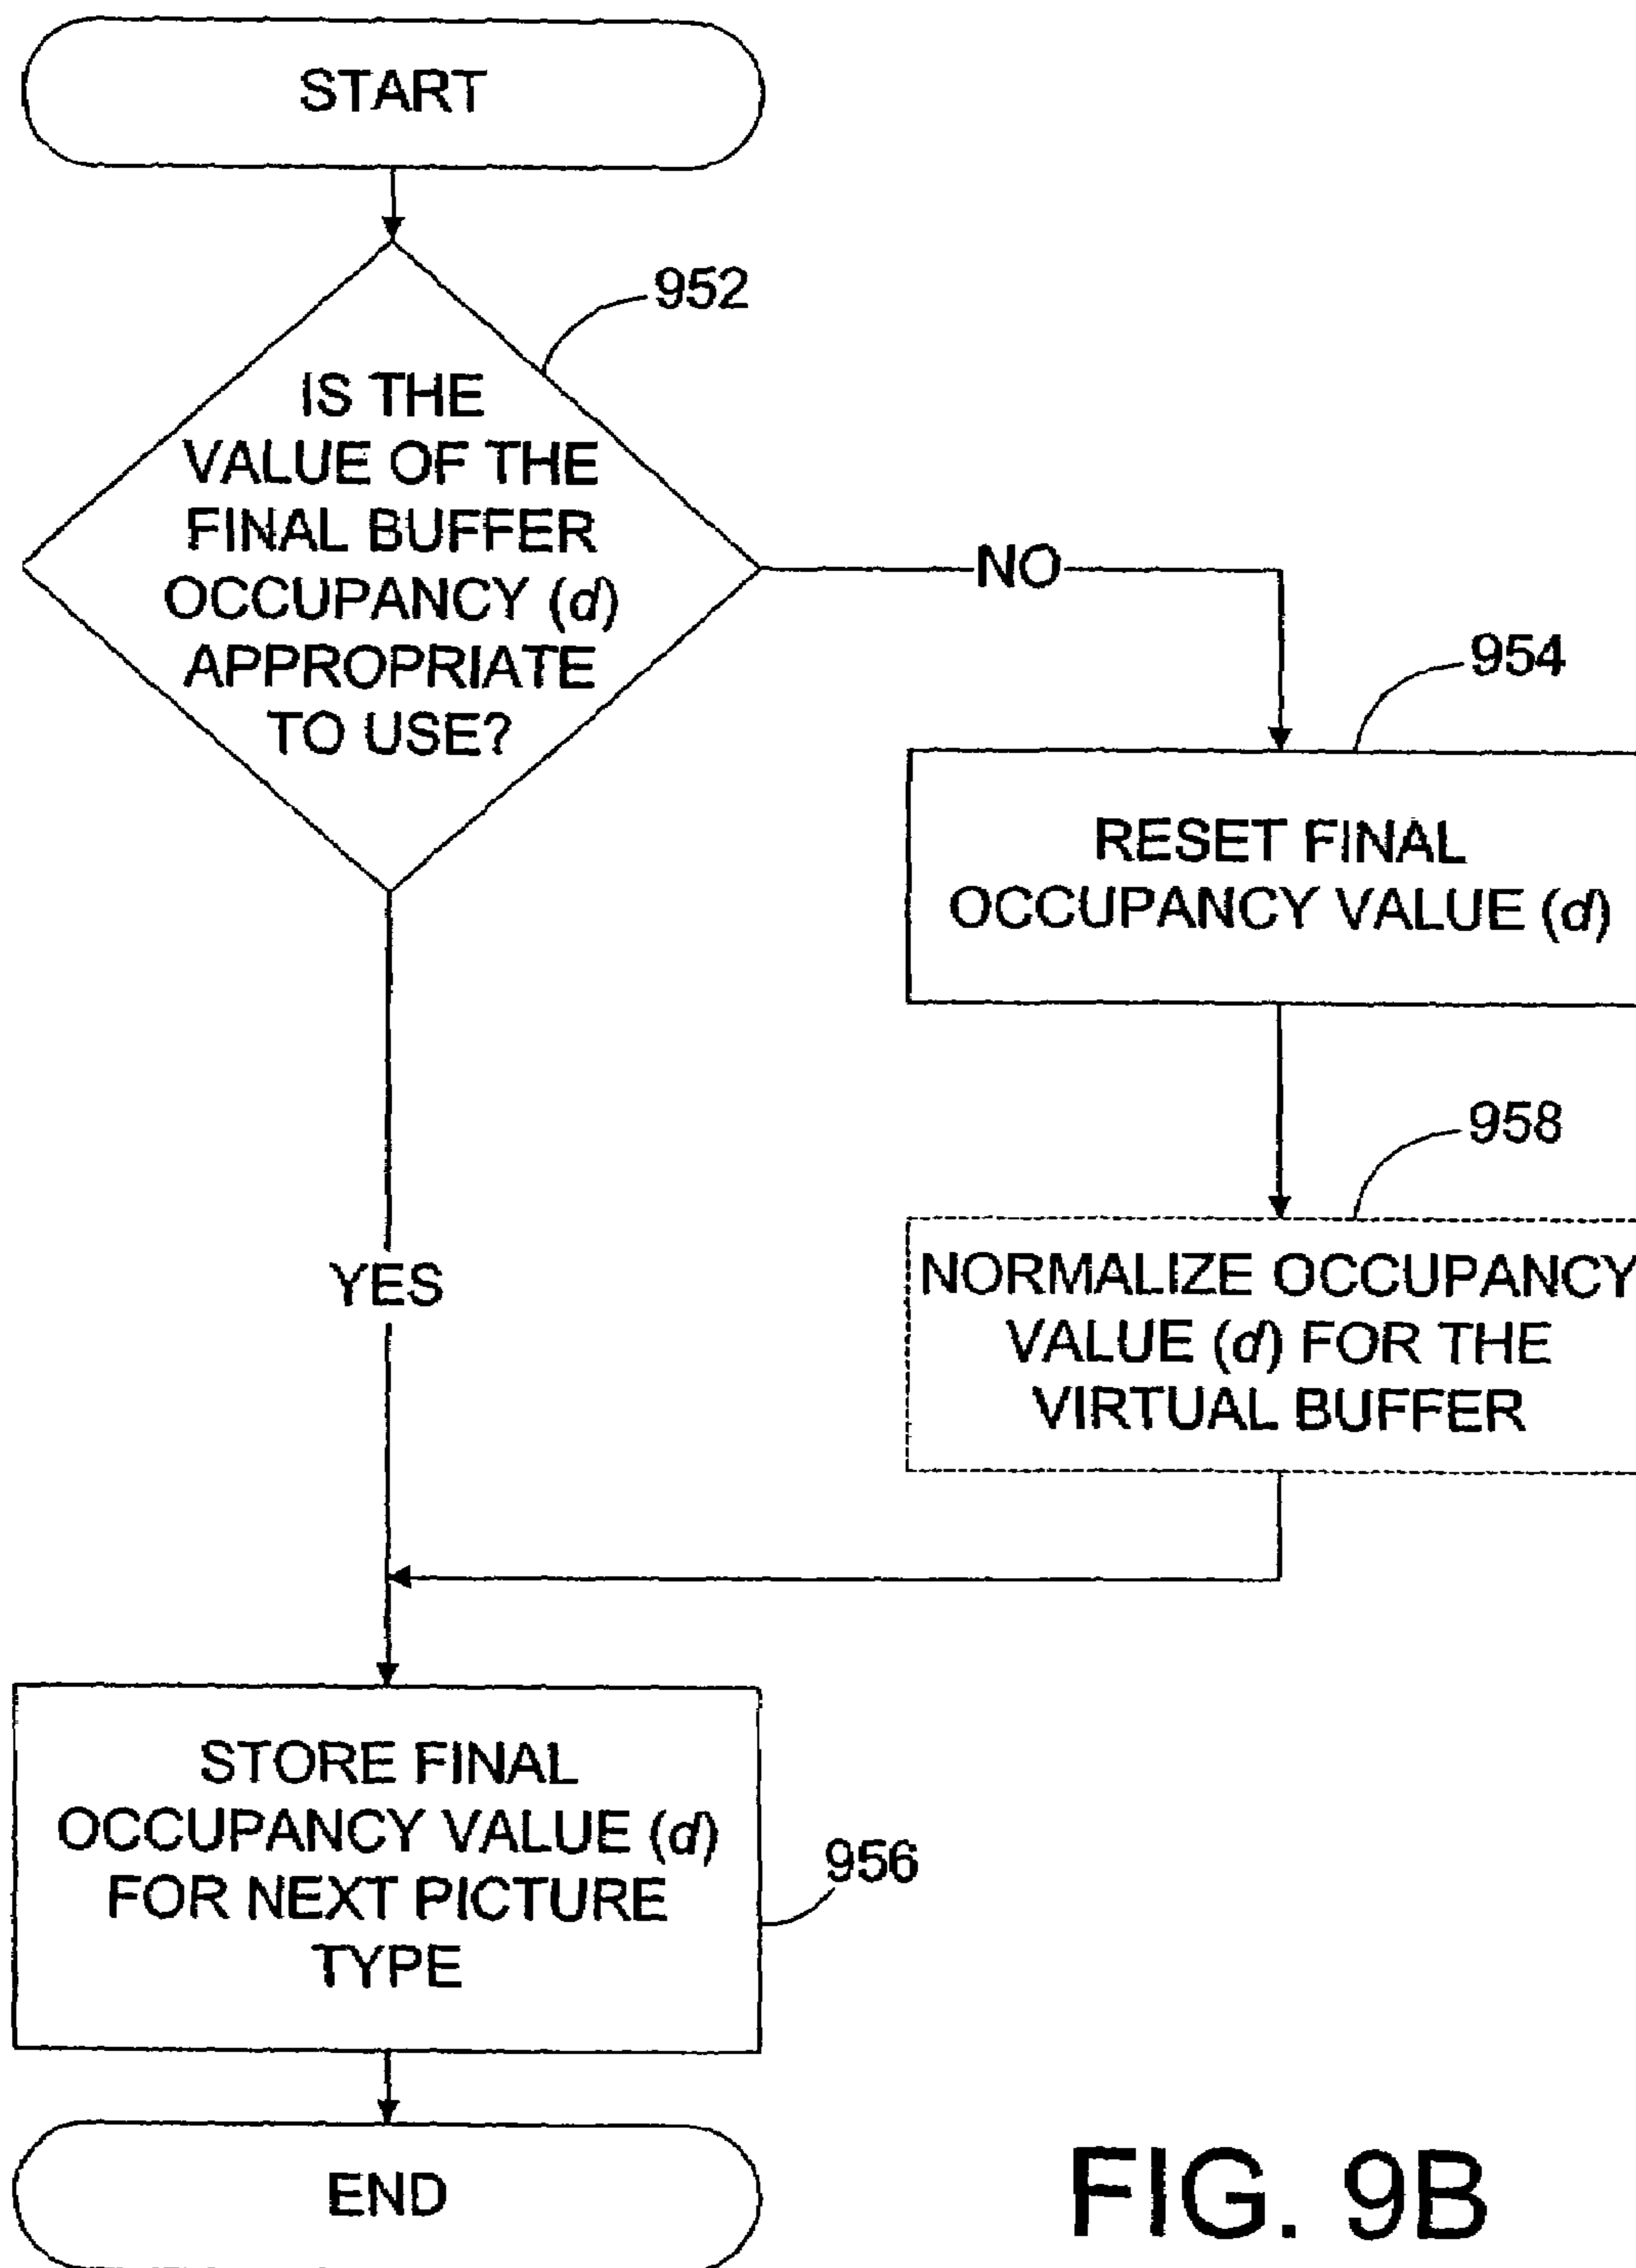 START
952
IS THE
VALUE OF THE
FINAL BUFFER
OCCUPANCY (d)
APPROPRIATE
TO USE?
NO
954
RESET FINAL
OCCUPANCY VALUE (d)
958
NORMALIZE OCCUPANCY
VALUE (d) FOR THE
VIRTUAL BUFFER
YES
STORE FINAL
OCCUPANCY VALUE (d)
FOR NEXT PICTURE
TYPE
956
END
FIG. 9B